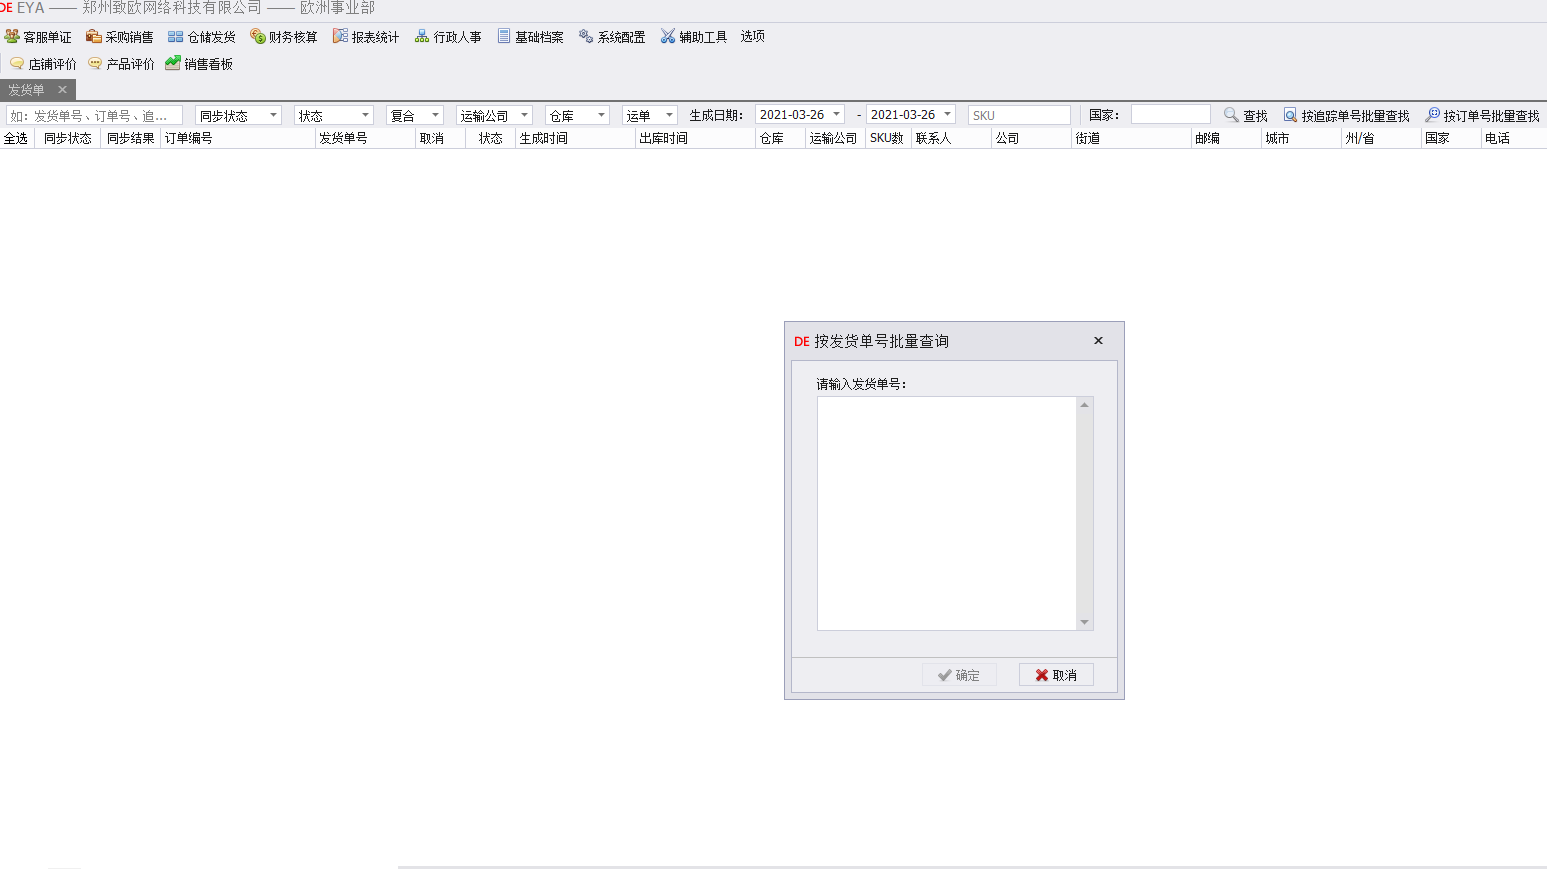 DE EYA —— 郑州致欧网络科技有限公司 —— 欧洲事业部
客服单证 采购销售 仓储发货 财务核算 报表统计 行政人事 基础档案 系统配置 辅助工具 选项
店铺评价 产品评价 销售看板
发货单
如：发货单号、订单号、追... 同步状态 状态 复合 运输公司 仓库 运单 生成日期： 2021-03-26 - 2021-03-26 SKU 国家： 查找 按追踪单号批量查找 按订单号批量查找
全选 同步状态 同步结果 订单编号 发货单号 取消 状态 生成时间 出库时间 仓库 运输公司 SKU数 联系人 公司 街道 邮编 城市 州/省 国家 电话
DE 按发货单号批量查询
请输入发货单号：
确定 取消